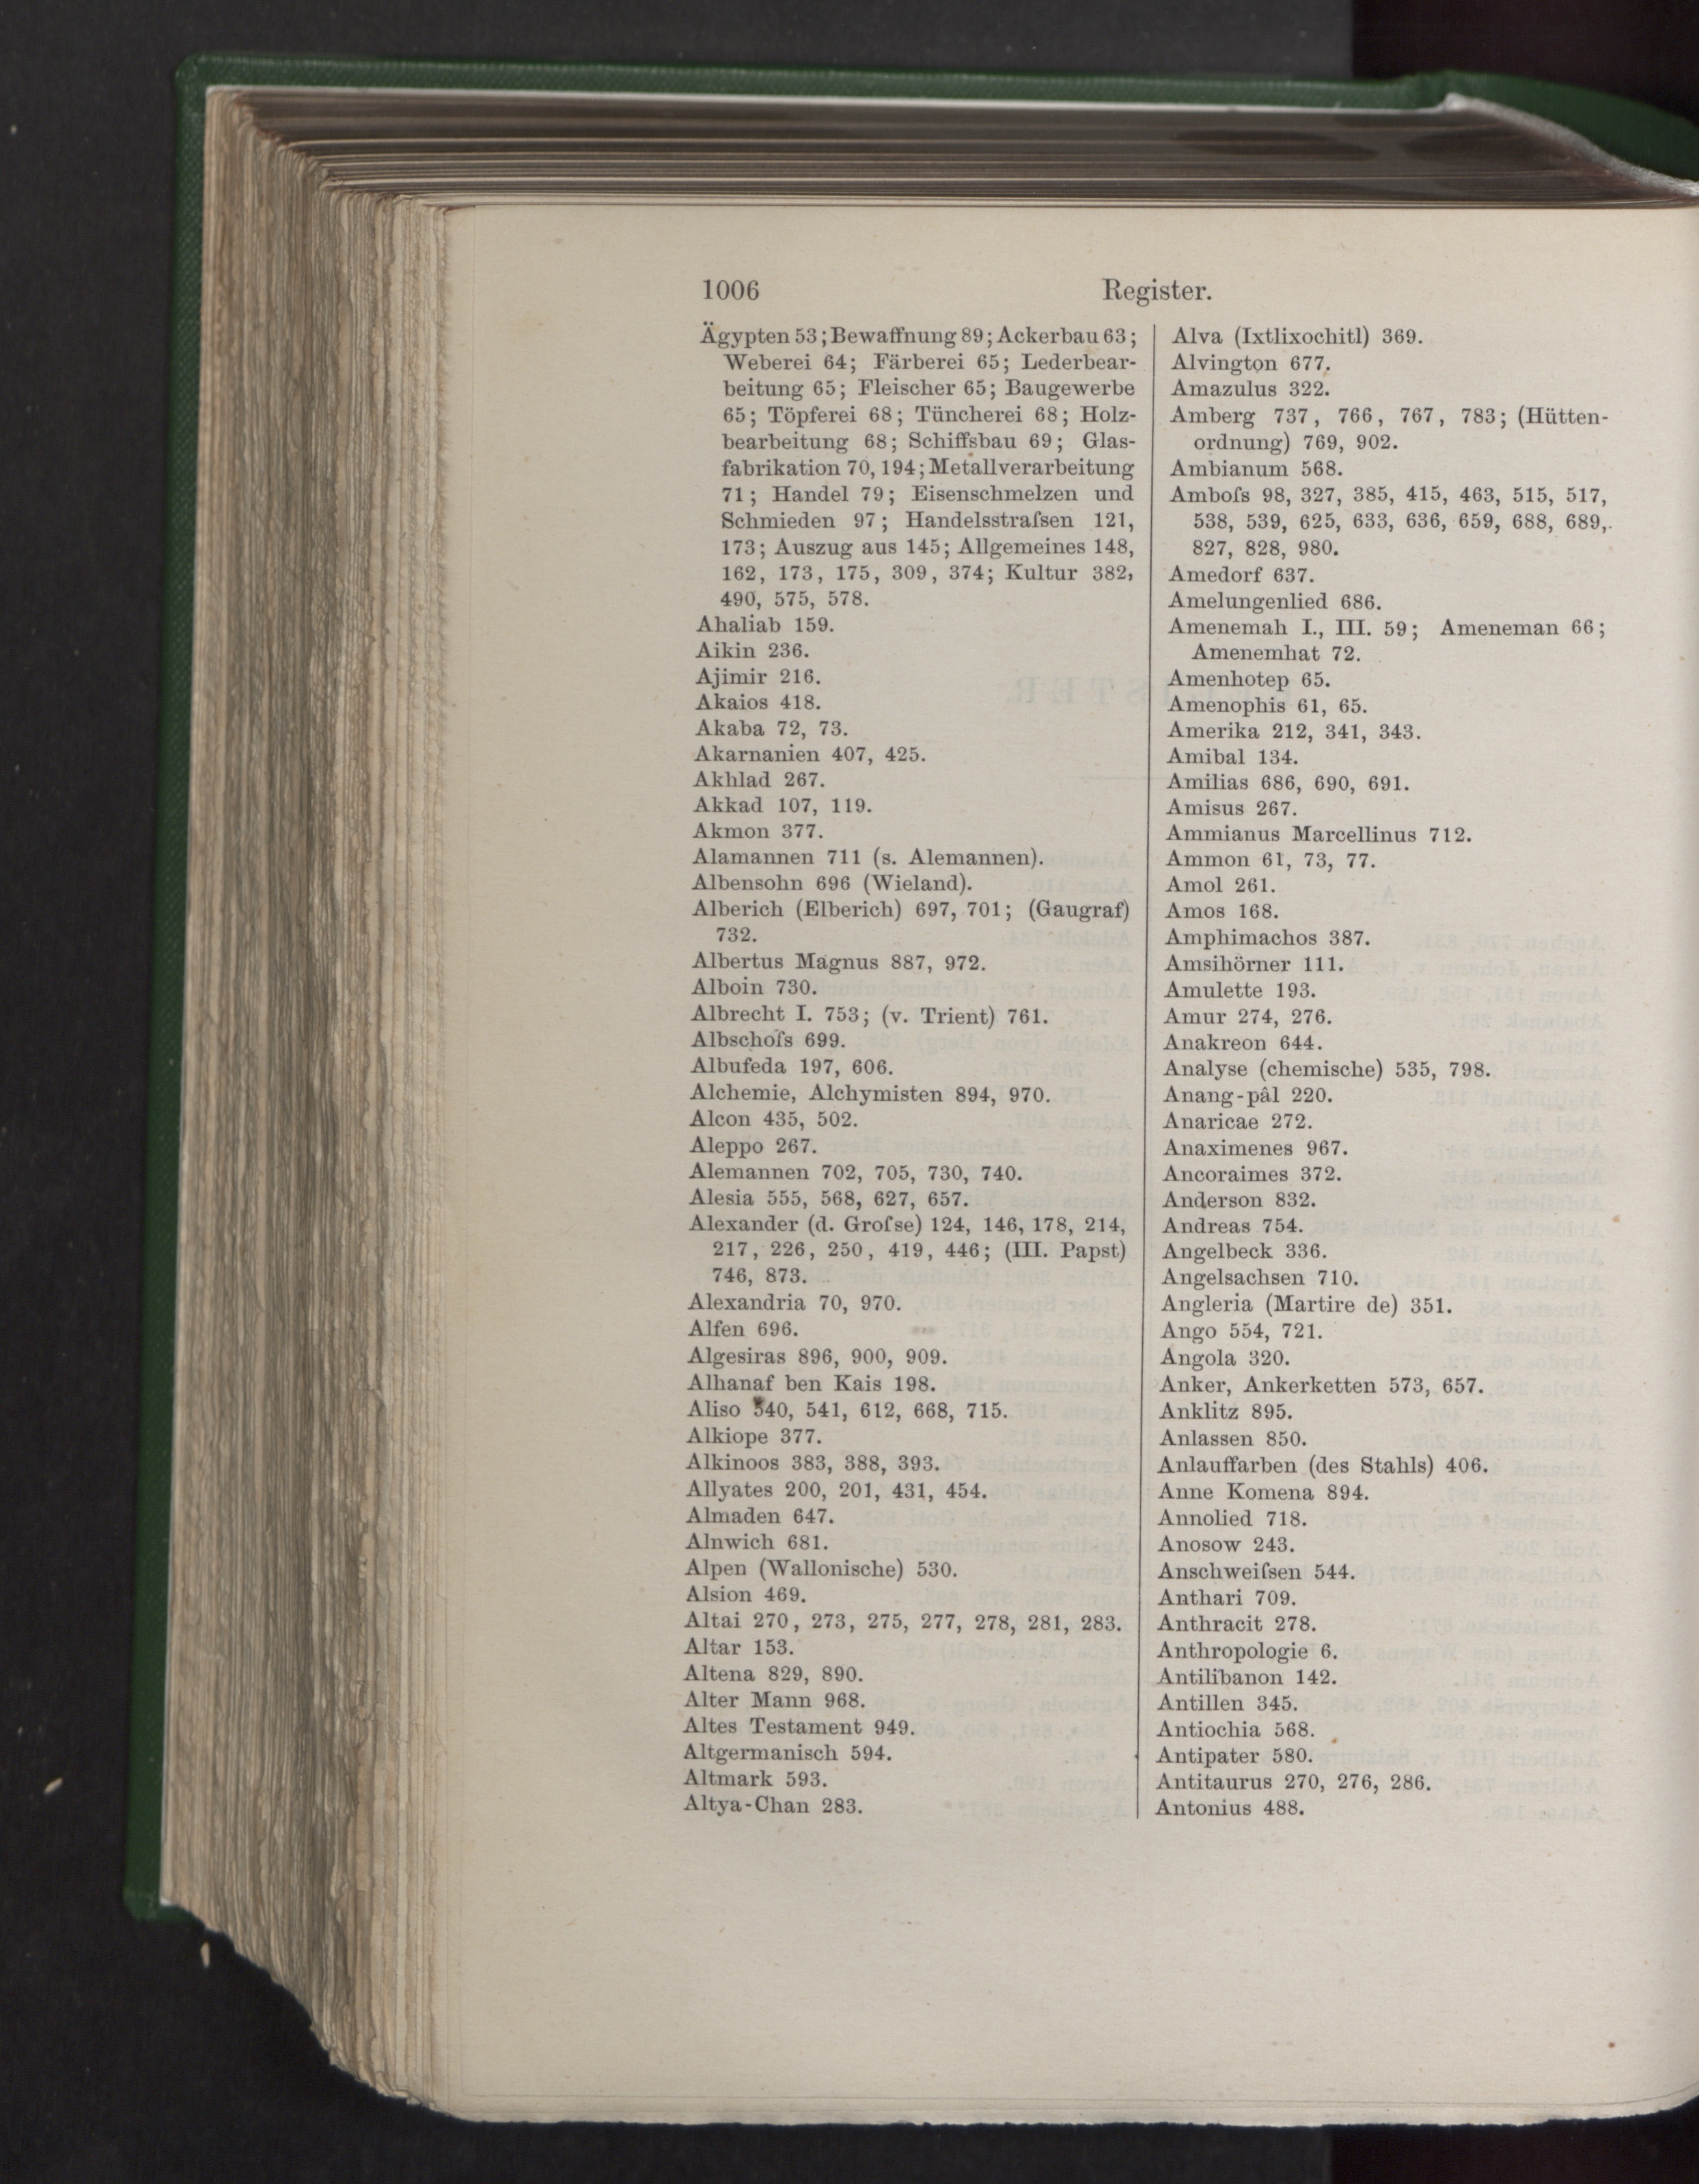 1006 Register.
Ägypten 53; Bewaffnung 89; Ackerbau 63;
Weberei 64; Färberei 65; Lederbear-
beitung 65; Fleischer 65; Baugewerbe
65; Töpferei 68; Tüncherei 68; Holz-
bearbeitung 68; Schiffsbau 69; Glas-
fabrikation 70, 194; Metallverarbeitung
71; Handel 79; Eisenschmelzen und
Schmieden 97; Handelsstraſsen 121,
173; Auszug aus 145; Allgemeines 148,
162, 173, 175, 309, 374; Kultur 382,
490, 575, 578.
Ahaliab 159.
Aikin 236.
Ajimir 216.
Akaios 418.
Akaba 72, 73.
Akarnanien 407, 425.
Akhlad 267.
Akkad 107, 119.
Akmon 377.
Alamannen 711 (s. Alemannen).
Albensohn 696 (Wieland).
Alberich (Elberich) 697, 701; (Gaugraf)
732.
Albertus Magnus 887, 972.
Alboin 730.
Albrecht I. 753; (v. Trient) 761.
Albschoſs 699.
Albufeda 197, 606.
Alchemie, Alchymisten 894, 970.
Alcon 435, 502.
Aleppo 267.
Alemannen 702, 705, 730, 740.
Alesia 555, 568, 627, 657.
Alexander (d. Groſse) 124, 146, 178, 214,
217, 226, 250, 419, 446; (III. Papst)
746, 873.
Alexandria 70, 970.
Alfen 696.
Algesiras 896, 900, 909.
Alhanaf ben Kais 198.
Aliso 540, 541, 612, 668, 715.
Alkiope 377.
Alkinoos 383, 388, 393.
Allyates 200, 201, 431, 454.
Almaden 647.
Alnwich 681.
Alpen (Wallonische) 530.
Alsion 469.
Altai 270, 273, 275, 277, 278, 281, 283.
Altar 153.
Altena 829, 890.
Alter Mann 968.
Altes Testament 949.
Altgermanisch 594.
Altmark 593.
Altya-Chan 283.
Alva (Ixtlixochitl) 369.
Alvington 677.
Amazulus 322.
Amberg 737, 766, 767, 783; (Hütten-
ordnung) 769, 902.
Ambianum 568.
Amboſs 98, 327, 385, 415, 463, 515, 517,
538, 539, 625, 633, 636, 659, 688, 689,
827, 828, 980.
Amedorf 637.
Amelungenlied 686.
Amenemah I., III. 59; Ameneman 66;
Amenemhat 72.
Amenhotep 65.
Amenophis 61, 65.
Amerika 212, 341, 343.
Amibal 134.
Amilias 686, 690, 691.
Amisus 267.
Ammianus Marcellinus 712.
Ammon 61, 73, 77.
Amol 261.
Amos 168.
Amphimachos 387.
Amsihörner 111.
Amulette 193.
Amur 274, 276.
Anakreon 644.
Analyse (chemische) 535, 798.
Anang-pâl 220.
Anaricae 272.
Anaximenes 967.
Ancoraimes 372.
Anderson 832.
Andreas 754.
Angelbeck 336.
Angelsachsen 710.
Angleria (Martire de) 351.
Ango 554, 721.
Angola 320.
Anker, Ankerketten 573, 657.
Anklitz 895.
Anlassen 850.
Anlauffarben (des Stahls) 406.
Anne Komena 894.
Annolied 718.
Anosow 243.
Anschweiſsen 544.
Anthari 709.
Anthracit 278.
Anthropologie 6.
Antilibanon 142.
Antillen 345.
Antiochia 568.
Antipater 580.
Antitaurus 270, 276, 286.
Antonius 488.